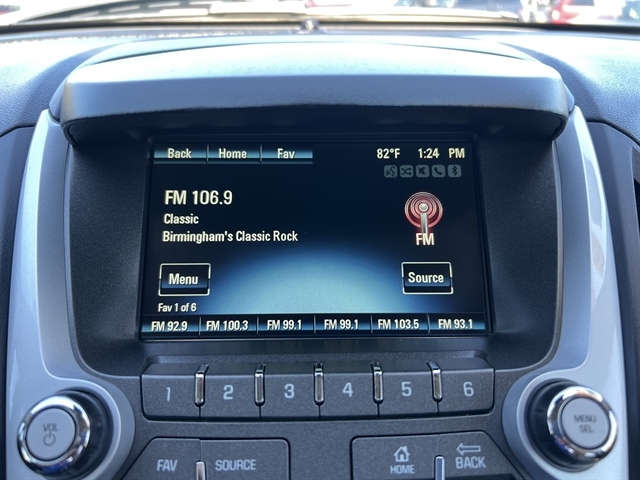 Back Home Fav 82°F 1:24 PM
FM 106.9
Classic
Birmingham's Classic Rock
FM
Menu Source
Fav 1 of 6
FM 92.9 FM 100.3 FM 99.1 FM 99.1 FM 103.5 FM 93.1
1 2 3 4 5 6
VOL
MENU
SEL
FAV SOURCE HOME BACK